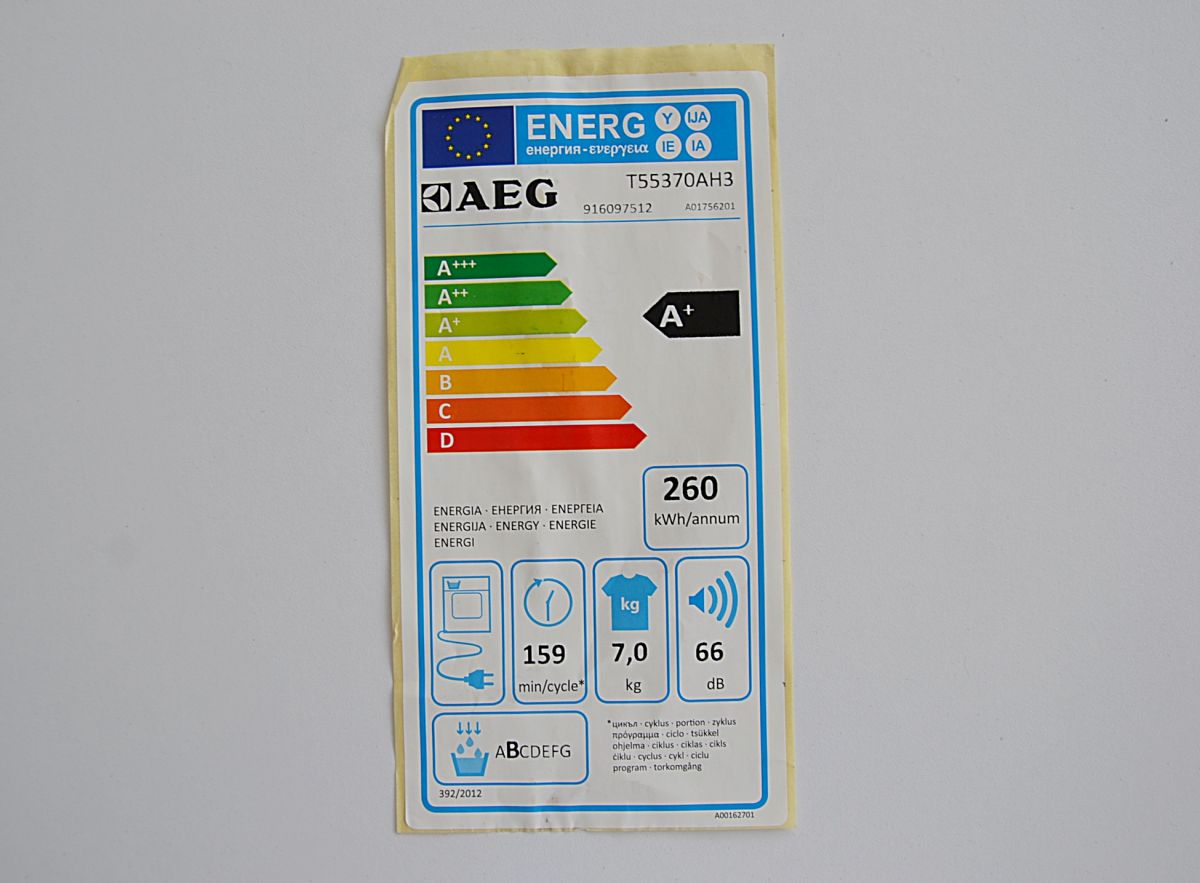 ENERG Y IJA
енергия-ενεργεια IE IA
AEG T55370AH3
916097512 A01756201
A+++
A++
A+ A+
A
B
C
D
260
kWh/annum
ENERGIA · ЕНЕРГИЯ · ΕΝΕΡΓΕΙΑ
ENERGIJA · ENERGY · ENERGIE
ENERGI
kg
159 7,0 66
min/cycle* kg dB
ABCDEFG
*цикъл · cyklus · portion · zyklus
πρόγραμμα · ciclo · tsükkel
ohjelma · ciklus · ciklas · cikls
ċiklu · cyclus · cykl · ciclu
program · torkomgång
392/2012
A00162701